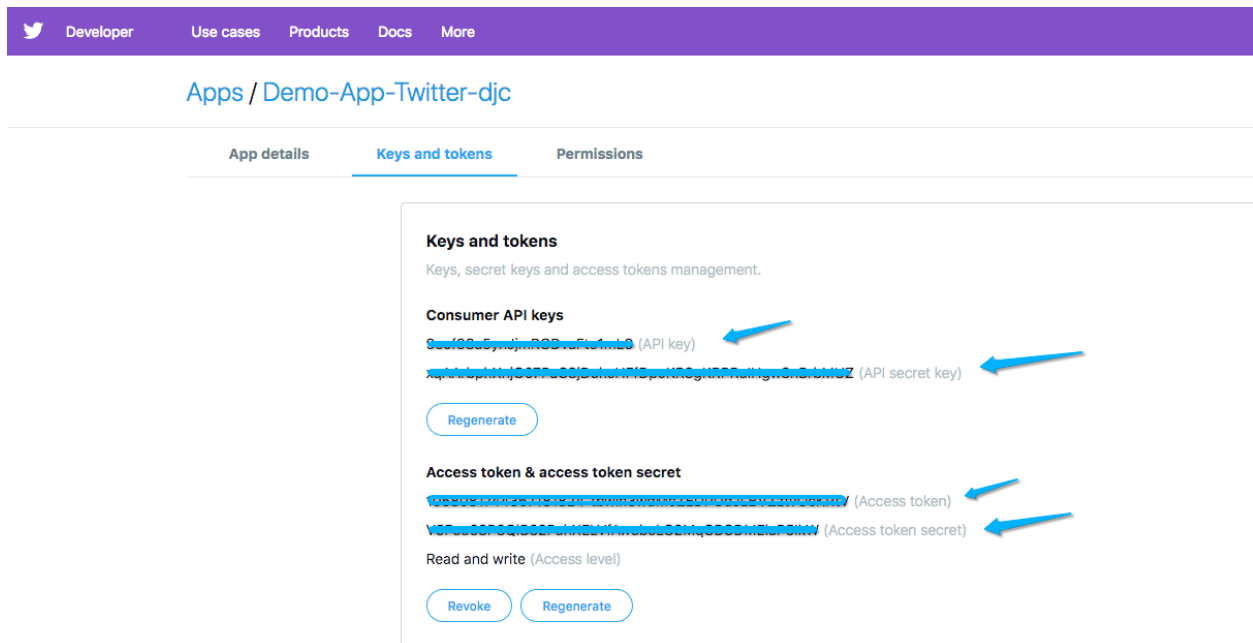 Developer Use cases Products Docs More
Apps / Demo-App-Twitter-djc
App details Keys and tokens Permissions
Keys and tokens
Keys, secret keys and access tokens management.
Consumer API keys
(API key)
(API secret key)
Regenerate
Access token & access token secret
(Access token)
(Access token secret)
Read and write (Access level)
Revoke Regenerate